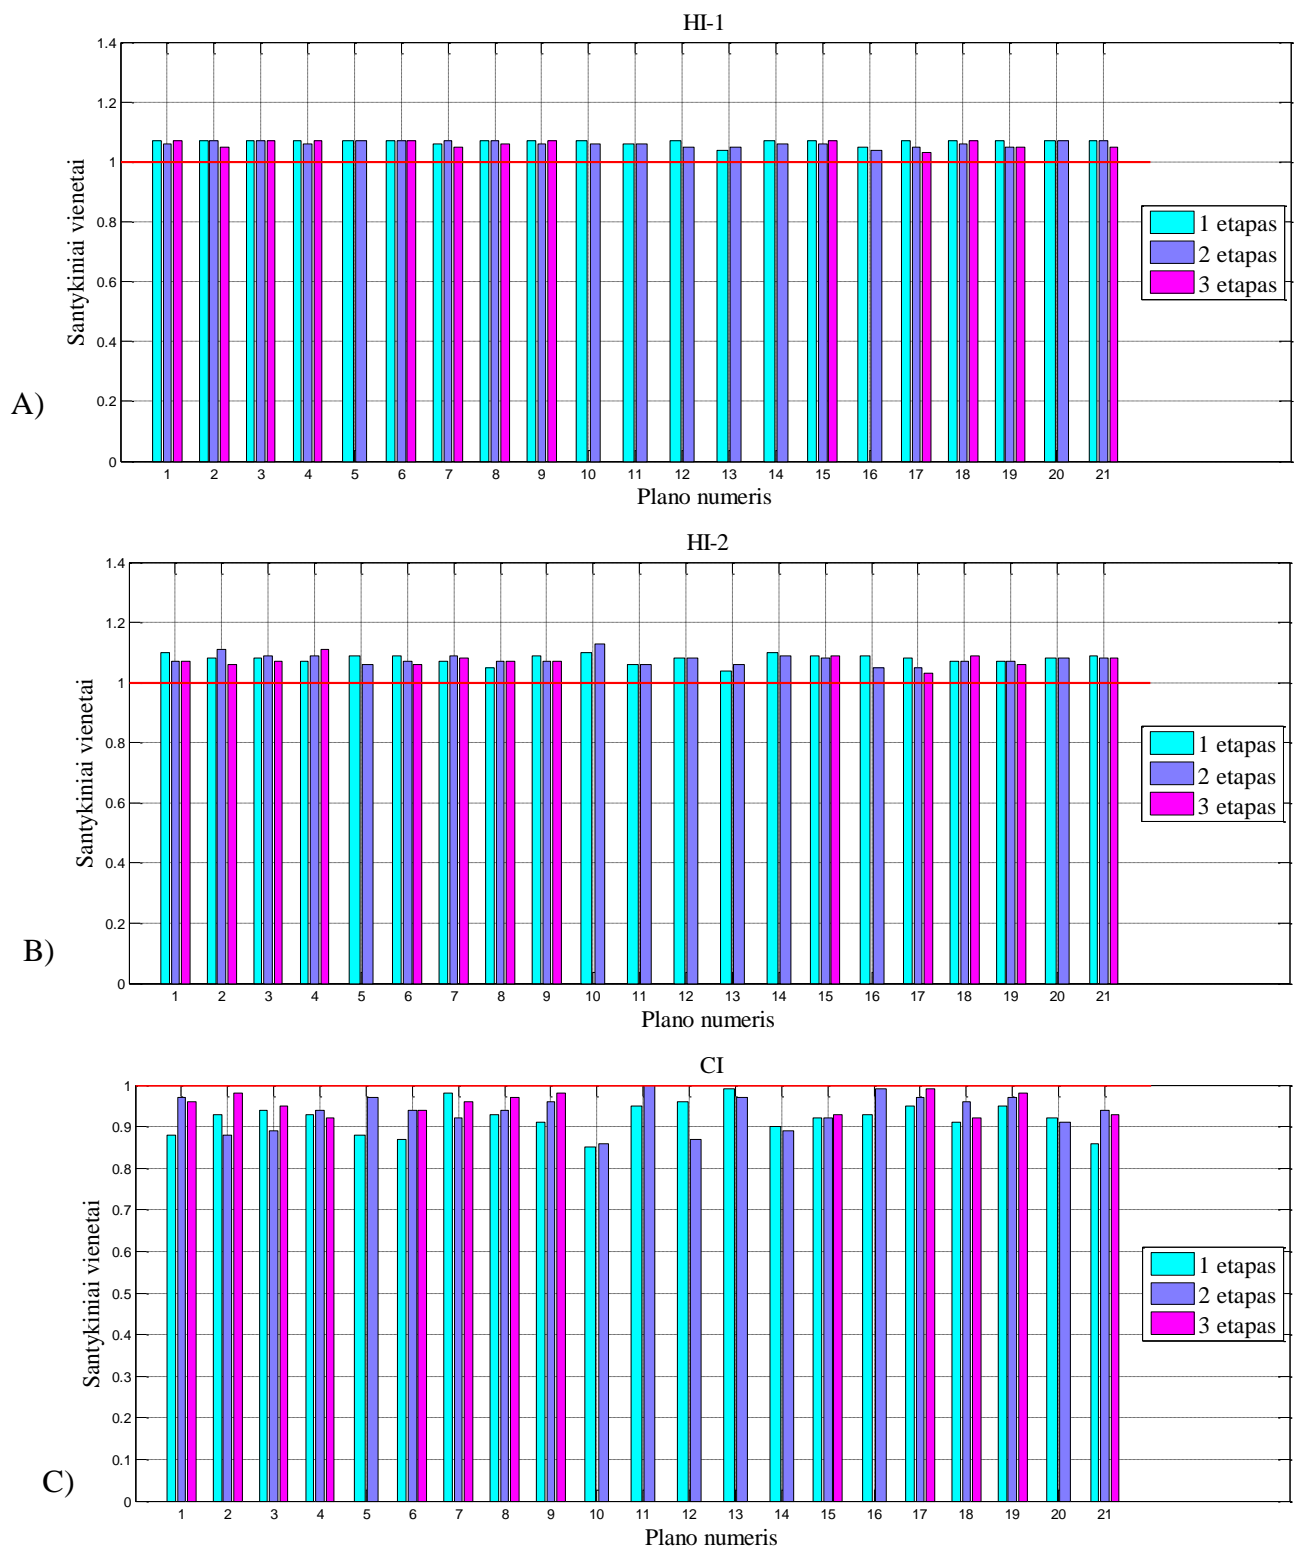 HI-1
1.4
1.2
1
0.8
0.6
0.4
0.2
0
Santykiniai vienetai
1 2 3 4 5 6 7 8 9 10 11 12 13 14 15 16 17 18 19 20 21
Plano numeris
1 etapas
2 etapas
3 etapas
A)
HI-2
1.4
1.2
1
0.8
0.6
0.4
0.2
0
Santykiniai vienetai
1 2 3 4 5 6 7 8 9 10 11 12 13 14 15 16 17 18 19 20 21
Plano numeris
1 etapas
2 etapas
3 etapas
B)
CI
1
0.9
0.8
0.7
0.6
0.5
0.4
0.3
0.2
0.1
0
Santykiniai vienetai
1 2 3 4 5 6 7 8 9 10 11 12 13 14 15 16 17 18 19 20 21
Plano numeris
1 etapas
2 etapas
3 etapas
C)